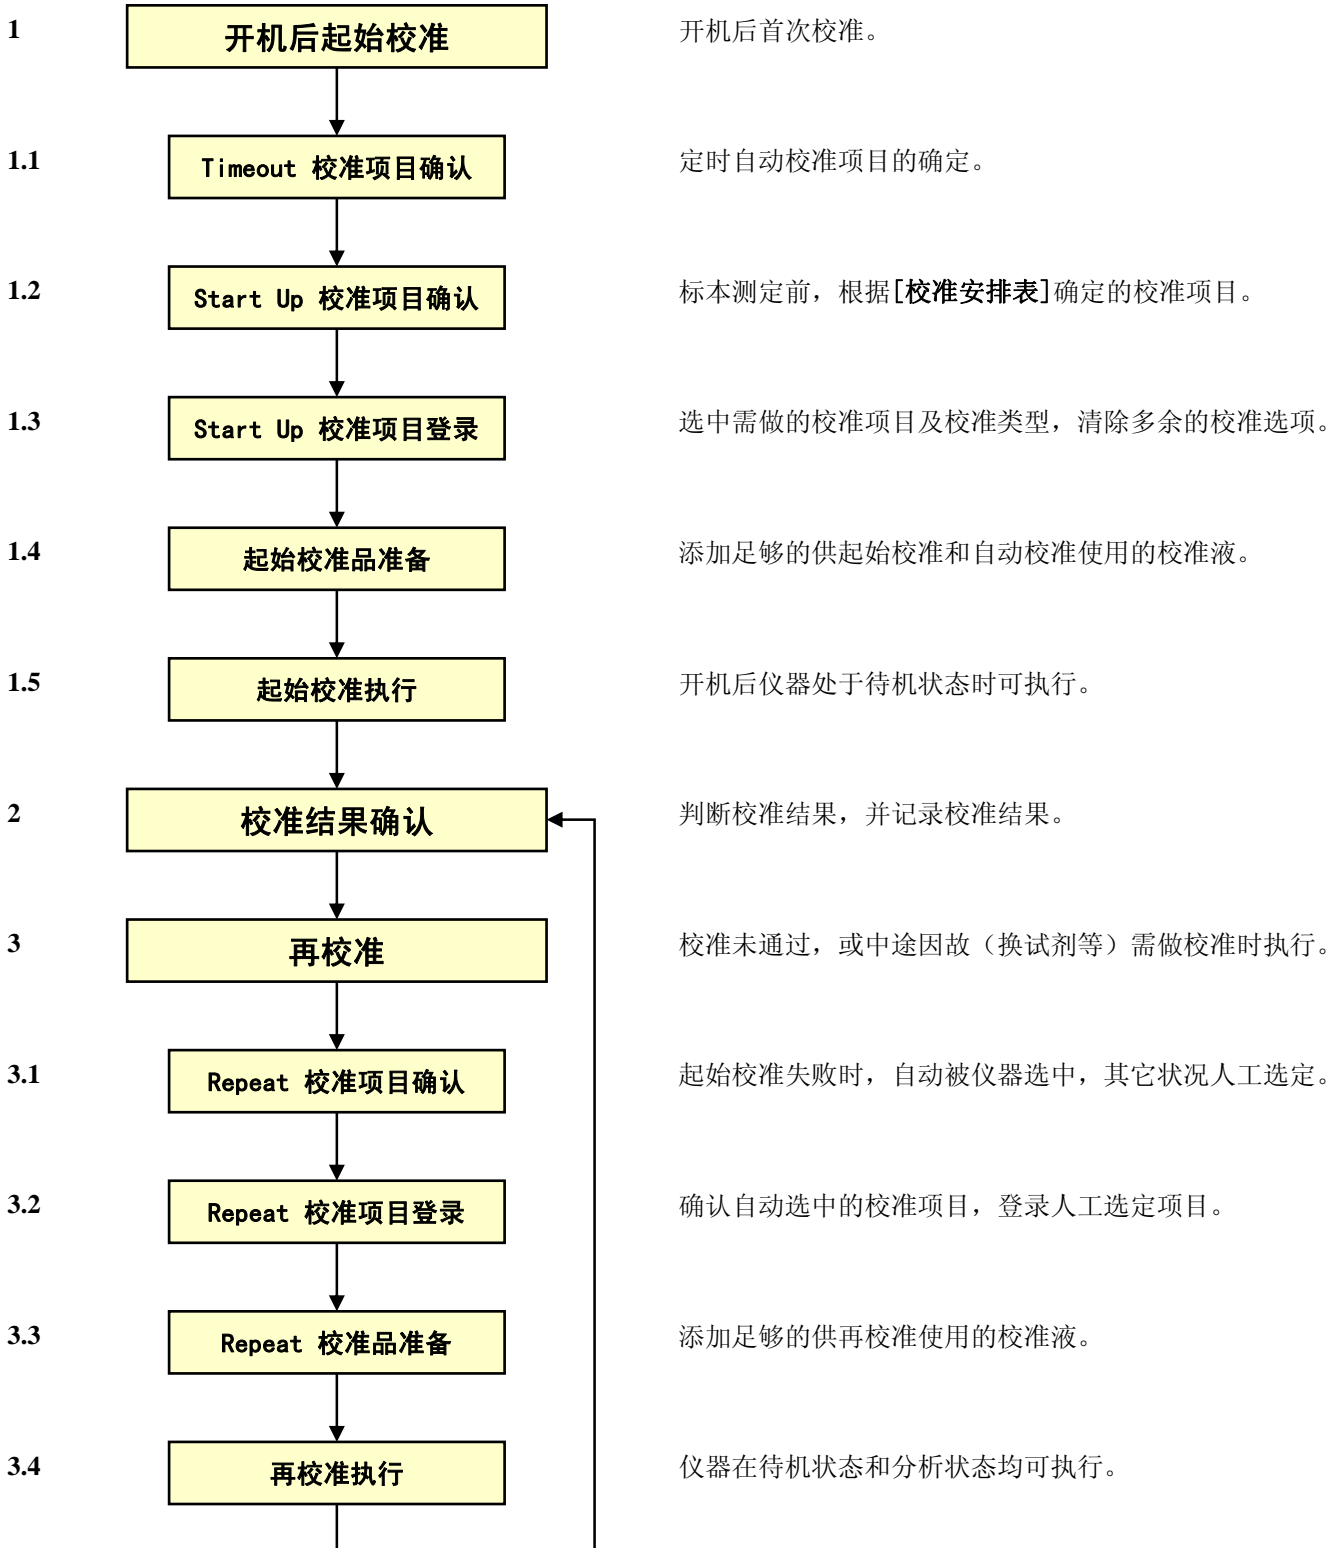 1 开机后起始校准 开机后首次校准。
1.1 Timeout 校准项目确认 定时自动校准项目的确定。
1.2 Start Up 校准项目确认 标本测定前，根据[校准安排表]确定的校准项目。
1.3 Start Up 校准项目登录 选中需做的校准项目及校准类型，清除多余的校准选项。
1.4 起始校准品准备 添加足够的供起始校准和自动校准使用的校准液。
1.5 起始校准执行 开机后仪器处于待机状态时可执行。
2 校准结果确认 判断校准结果，并记录校准结果。
3 再校准 校准未通过，或中途因故（换试剂等）需做校准时执行。
3.1 Repeat 校准项目确认 起始校准失败时，自动被仪器选中，其它状况人工选定。
3.2 Repeat 校准项目登录 确认自动选中的校准项目，登录人工选定项目。
3.3 Repeat 校准品准备 添加足够的供再校准使用的校准液。
3.4 再校准执行 仪器在待机状态和分析状态均可执行。